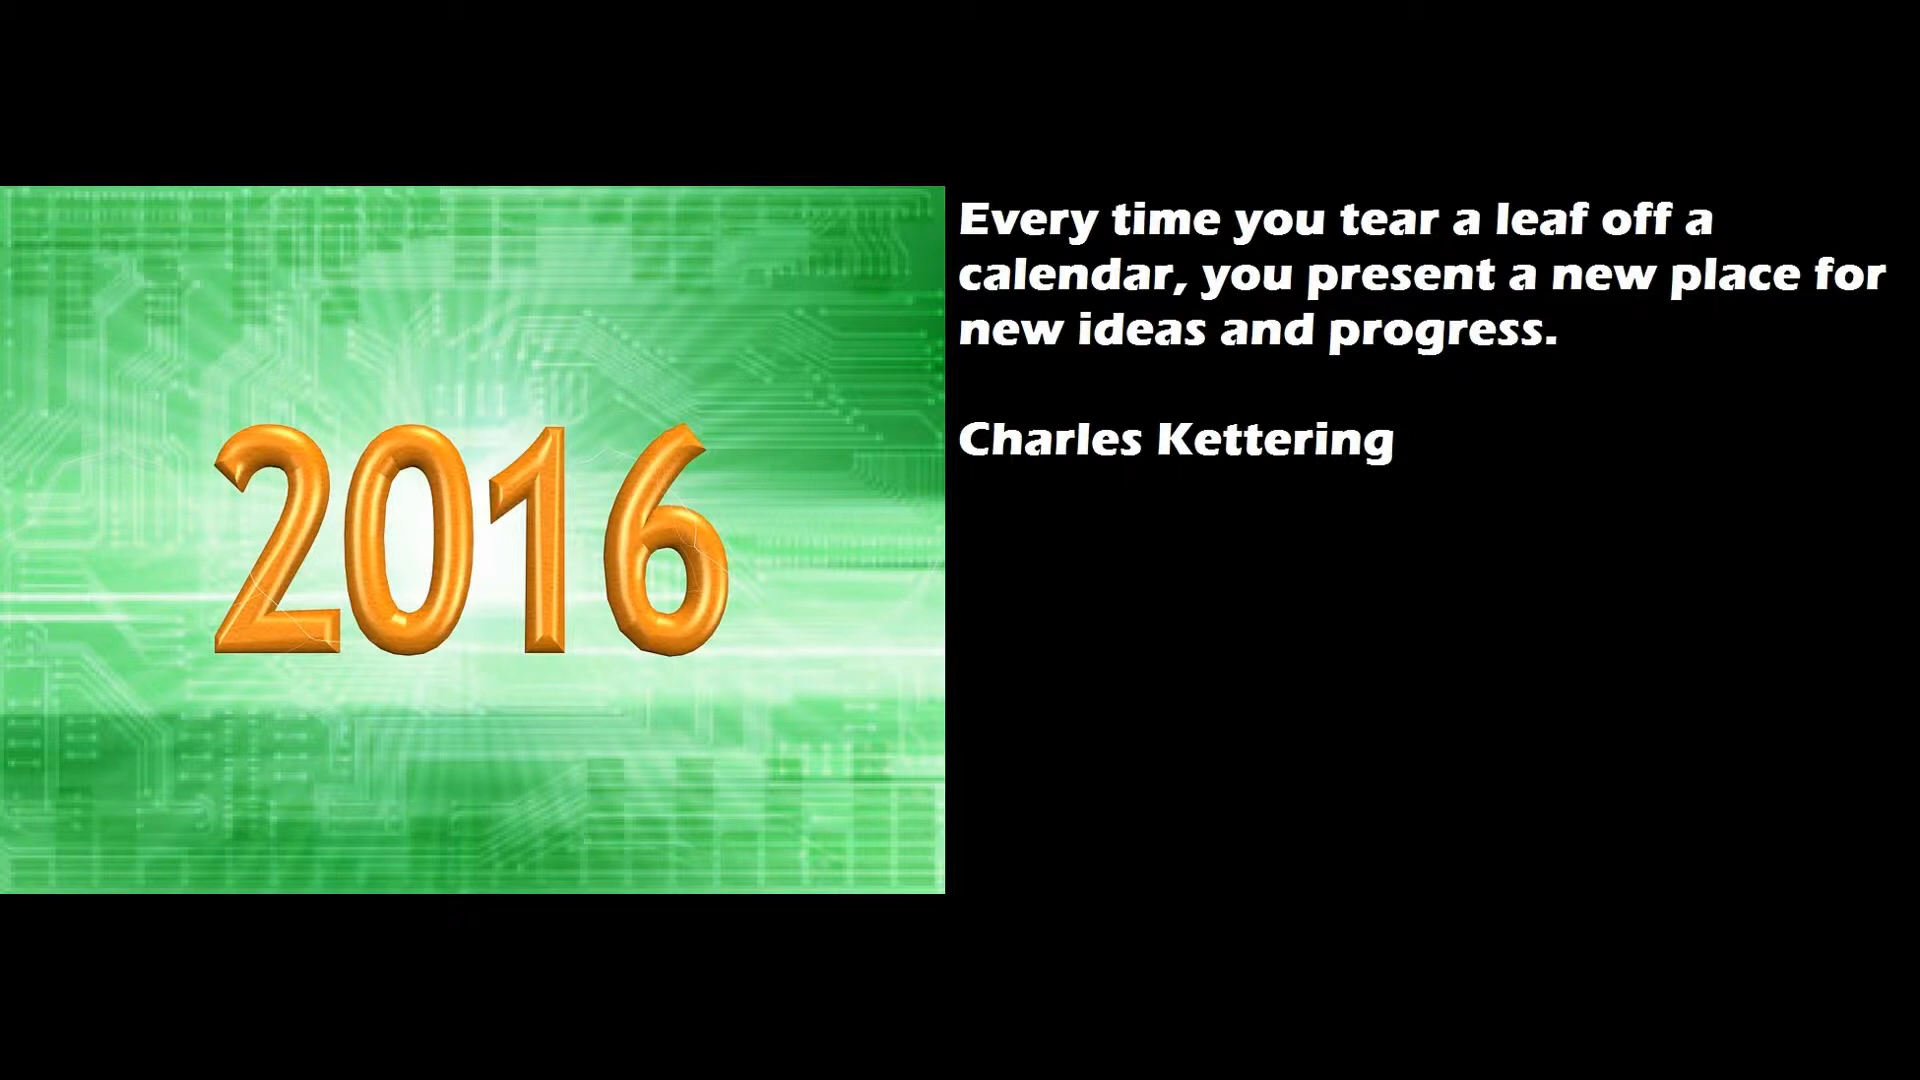 2016
Every time you tear a leaf off a
calendar, you present a new place for
new ideas and progress.
Charles Kettering